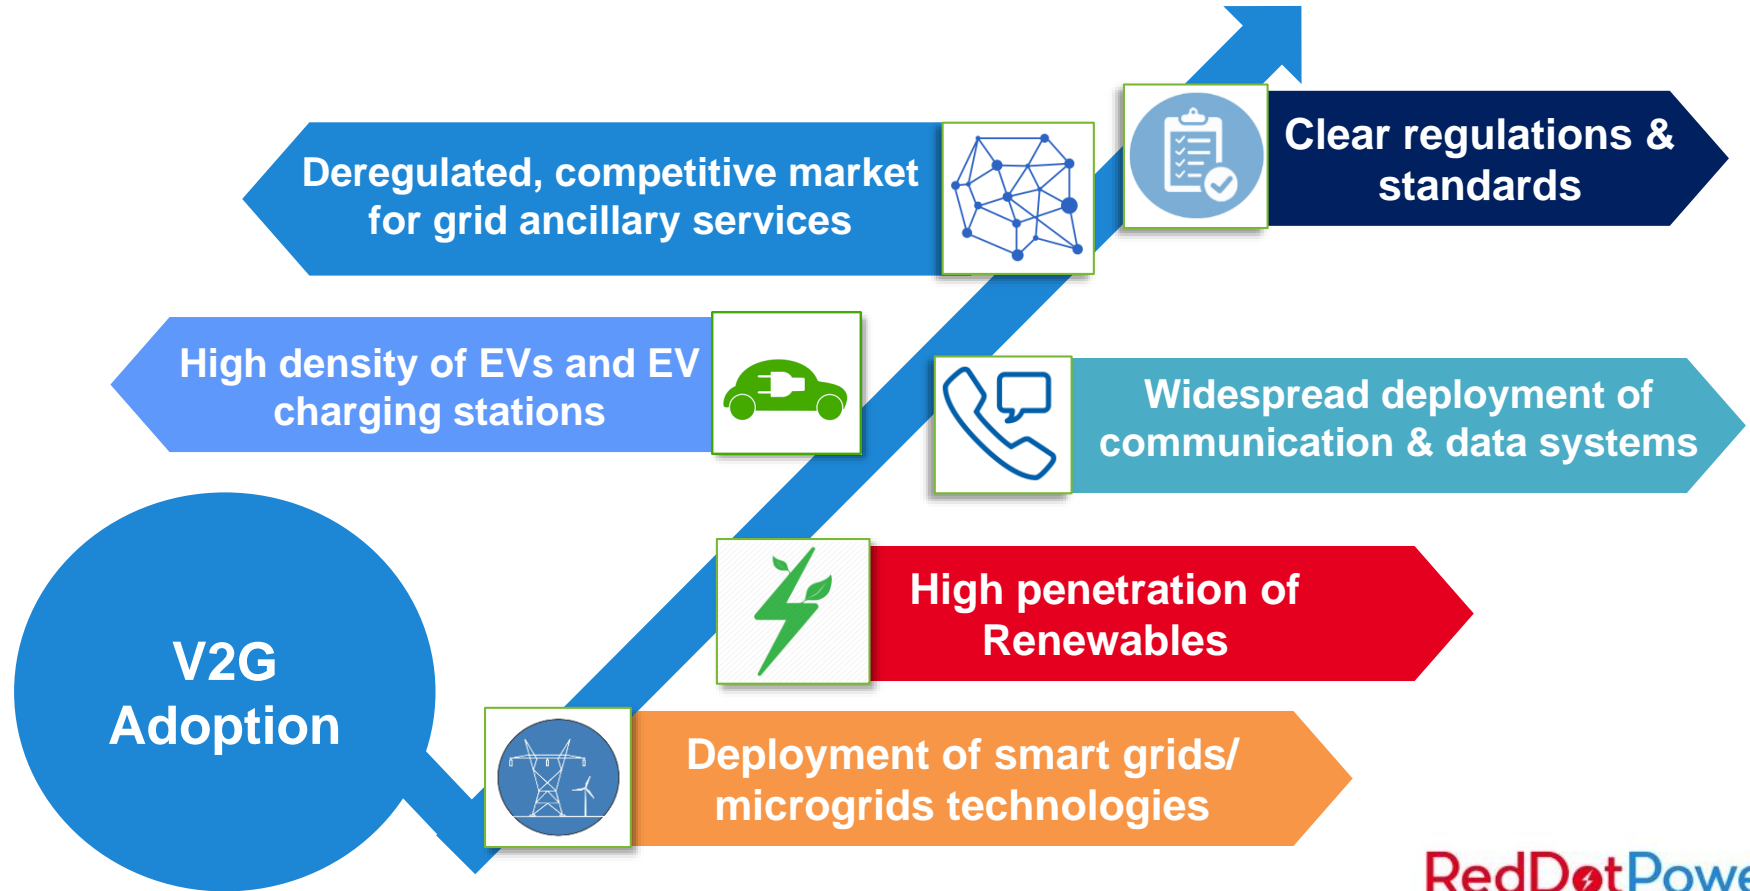 Clear regulations &
standards
Deregulated, competitive market
for grid ancillary services
High density of EVs and EV
charging stations
Widespread deployment of
communication & data systems
High penetration of
Renewables
V2G
Adoption
Deployment of smart grids/
microgrids technologies
RedDotPowe